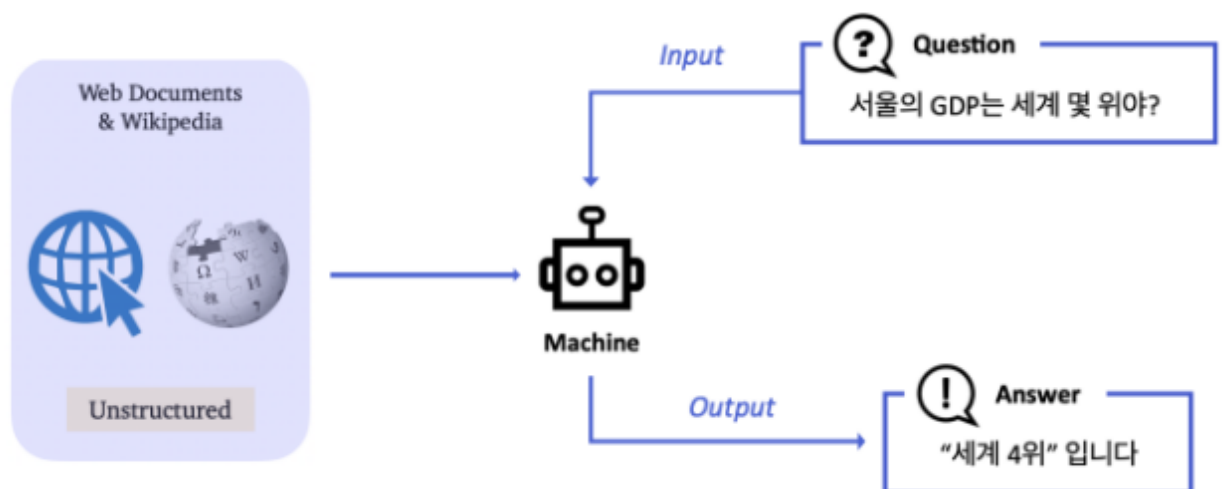 Web Documents
& Wikipedia
Unstructured
Input
Question
서울의 GDP는 세계 몇 위야?
Machine
Output
Answer
“세계 4위” 입니다